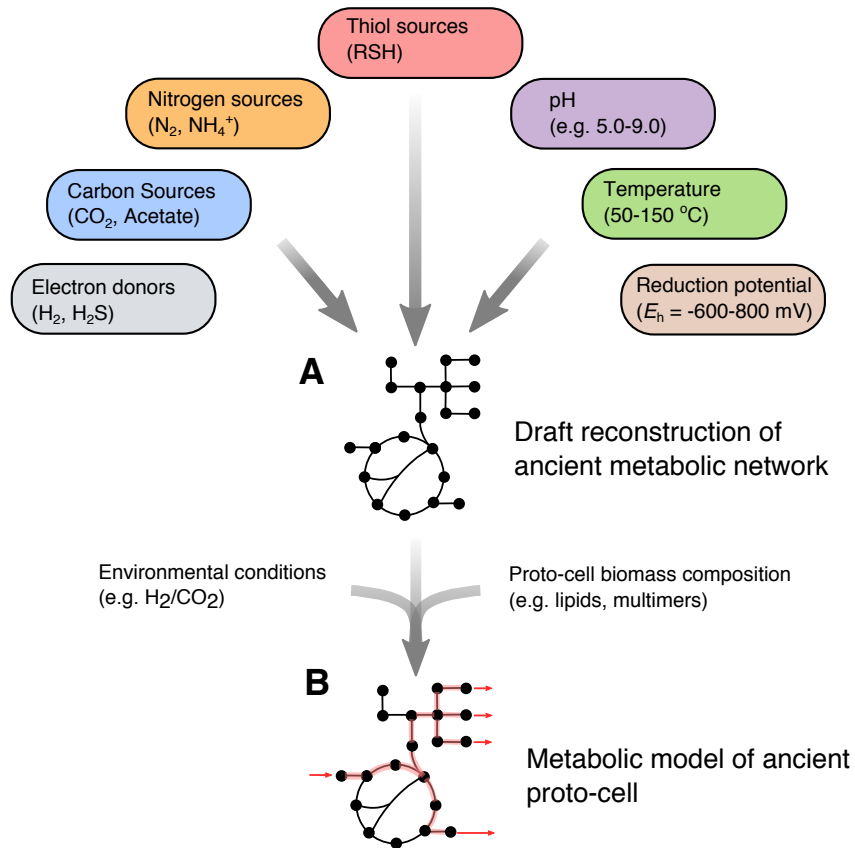 Thiol sources
(RSH)
Nitrogen sources
(N₂, NH₄⁺)
pH
(e.g. 5.0-9.0)
Carbon Sources
(CO₂, Acetate)
Temperature
(50-150 °C)
Electron donors
(H₂, H₂S)
Reduction potential
(Eₕ = -600-800 mV)
A
Draft reconstruction of
ancient metabolic network
Environmental conditions
(e.g. H2/CO2)
Proto-cell biomass composition
(e.g. lipids, multimers)
B
Metabolic model of ancient
proto-cell